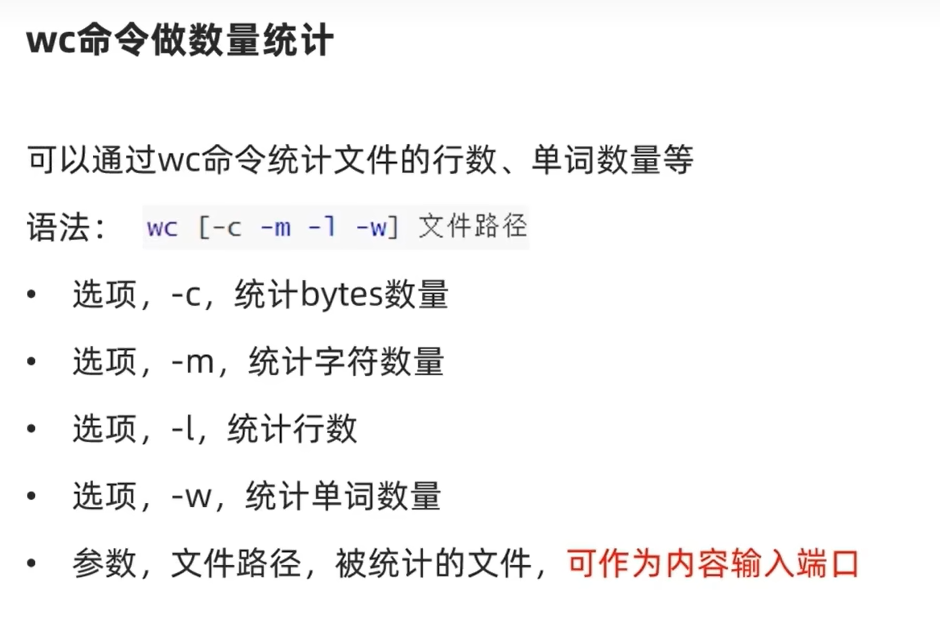 wc命令做数量统计
可以通过wc命令统计文件的行数、单词数量等
语法： wc [-c -m -l -w] 文件路径
• 选项，-c，统计bytes数量
• 选项，-m，统计字符数量
• 选项，-l，统计行数
• 选项，-w，统计单词数量
• 参数，文件路径，被统计的文件，可作为内容输入端口